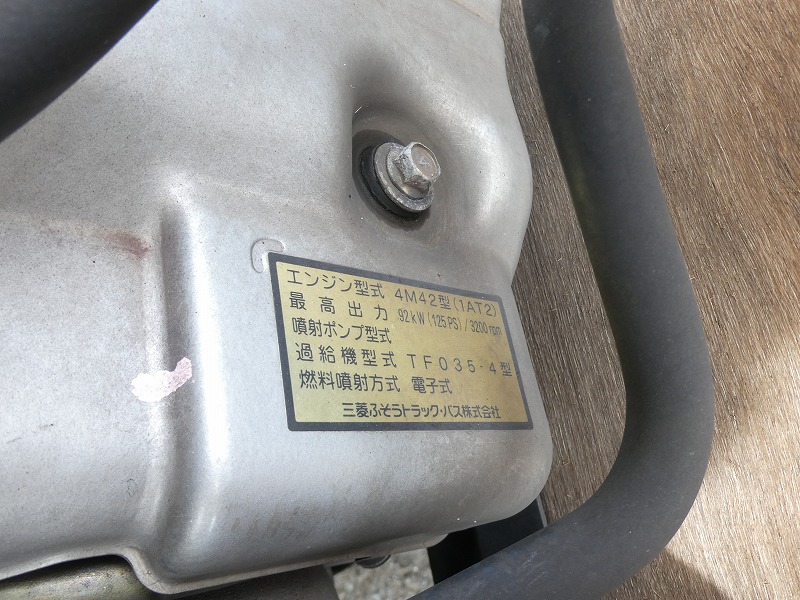 エンジン型式 4M42型(1AT2)
最高出力 92kW(125PS)/3200rpm
噴射ポンプ型式
過給機型式 TF035-4型
燃料噴射方式 電子式
三菱ふそうトラック・バス株式会社